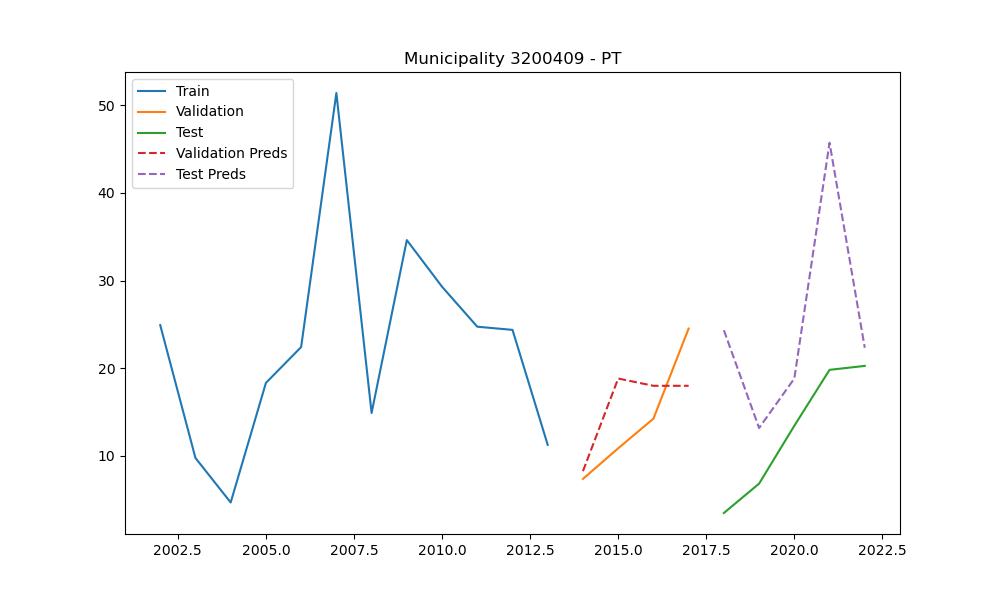 Municipality 3200409 - PT
Train
Validation
Test
Validation Preds
Test Preds
50
40
30
20
10
2002.5 2005.0 2007.5 2010.0 2012.5 2015.0 2017.5 2020.0 2022.5